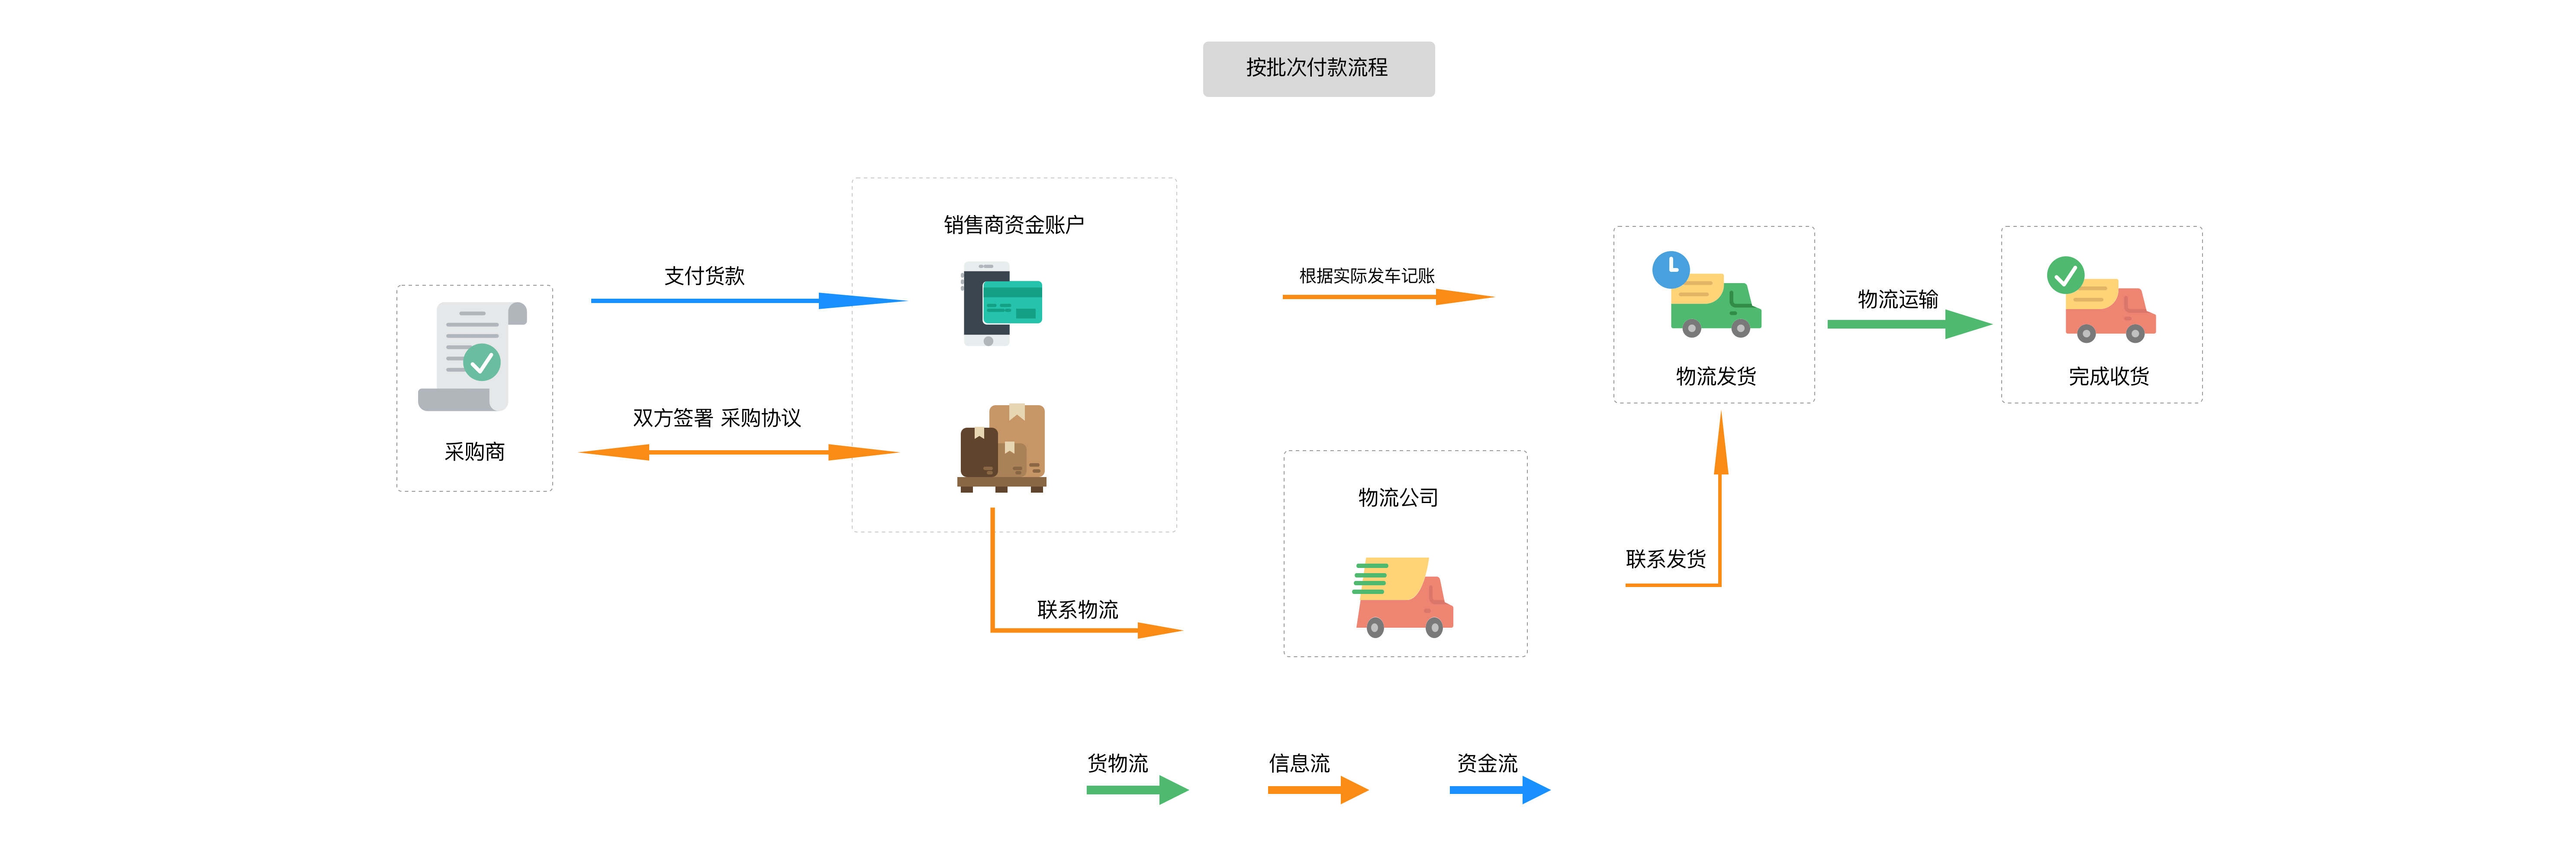 按批次付款流程
销售商资金账户
支付货款
根据实际发车记账
物流运输
物流发货
完成收货
双方签署 采购协议
采购商
物流公司
联系发货
联系物流
货物流
信息流
资金流